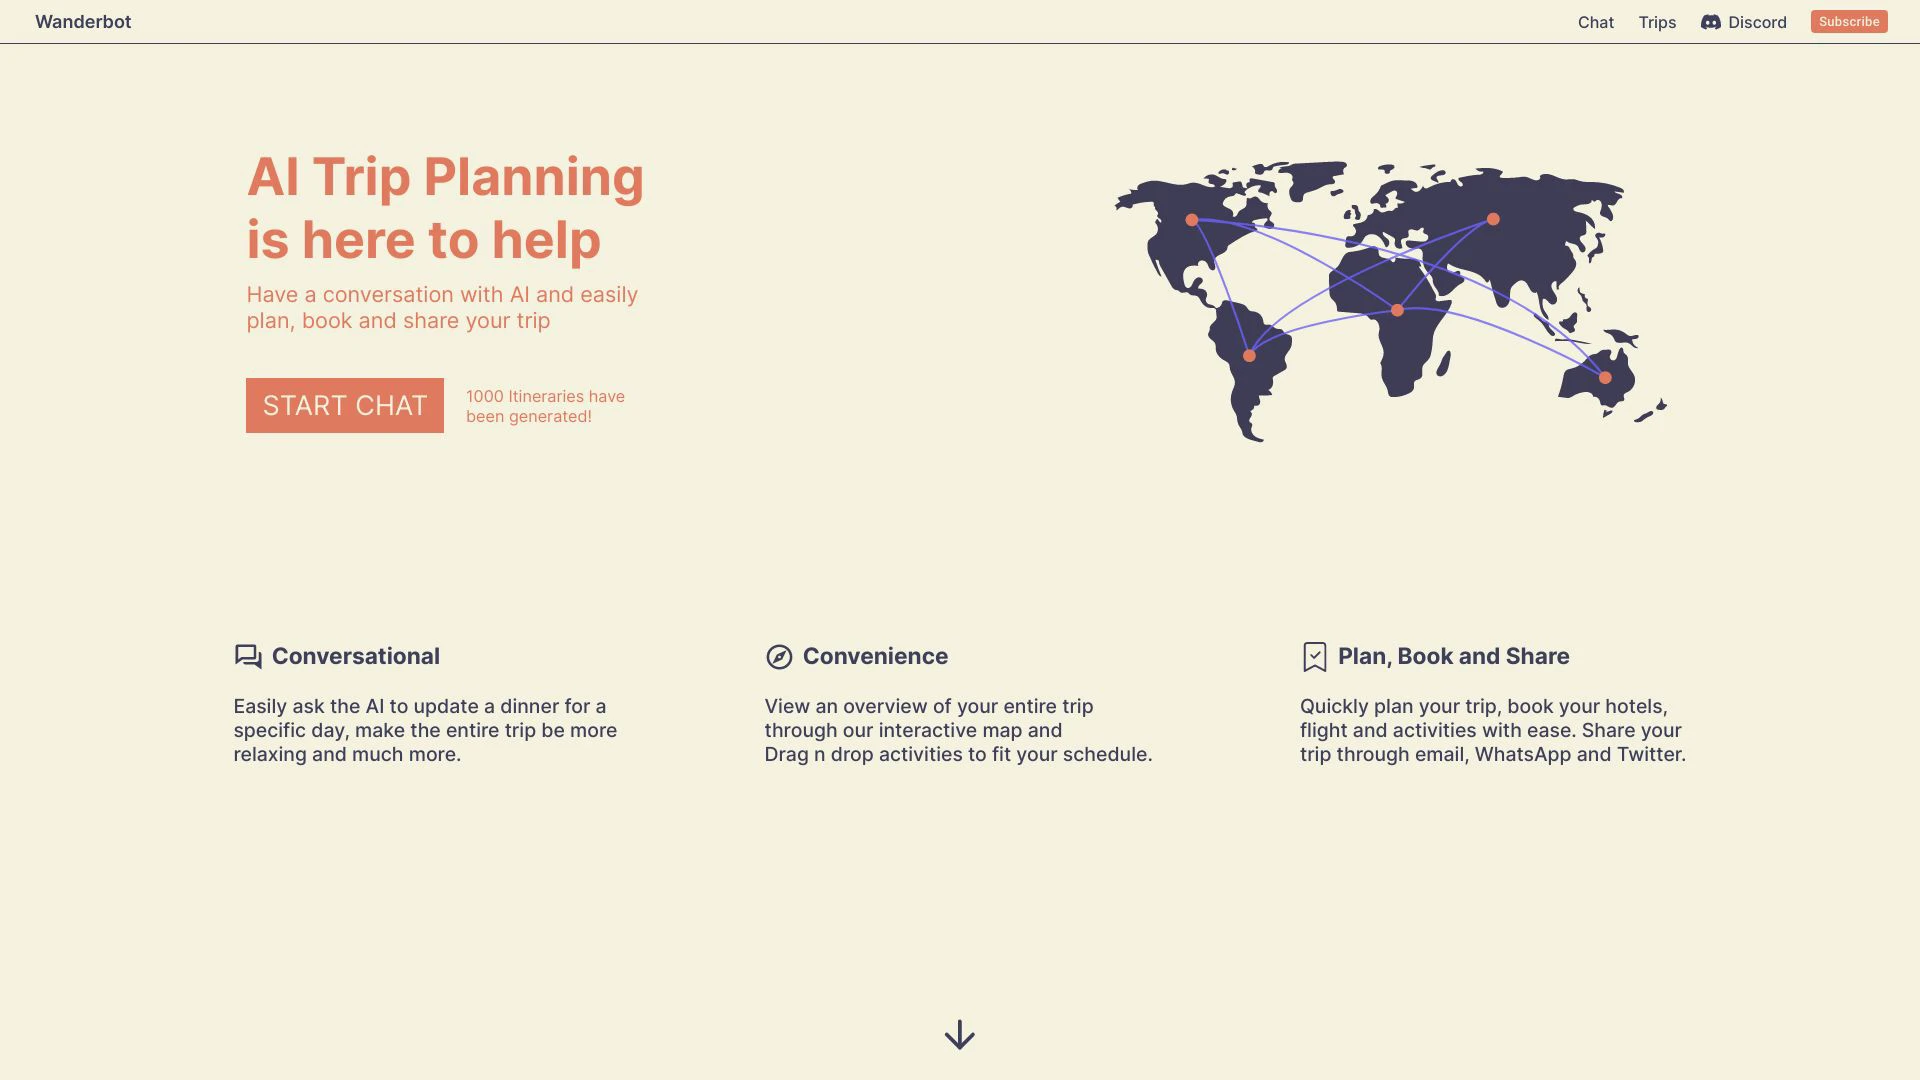 Wanderbot
Chat
Trips
Discord
Subscribe
AI Trip Planning
is here to help
Have a conversation with AI and easily
plan, book and share your trip
START CHAT
1000 Itineraries have
been generated!
Conversational
Easily ask the AI to update a dinner for a
specific day, make the entire trip be more
relaxing and much more.
Convenience
View an overview of your entire trip
through our interactive map and
Drag n drop activities to fit your schedule.
Plan, Book and Share
Quickly plan your trip, book your hotels,
flight and activities with ease. Share your
trip through email, WhatsApp and Twitter.